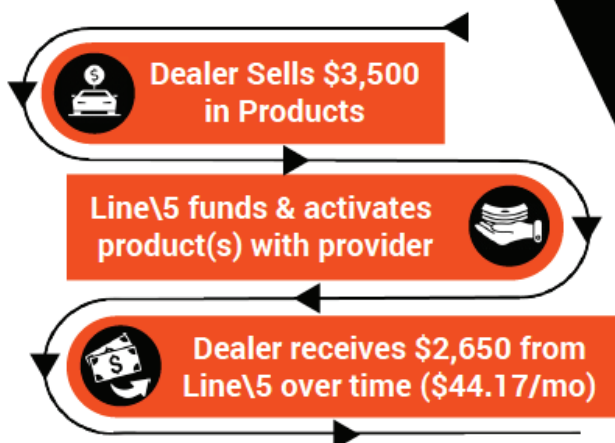 $
Dealer Sells $3,500
in Products
Line\5 funds & activates
product(s) with provider
$
Dealer receives $2,650 from
Line\5 over time ($44.17/mo)